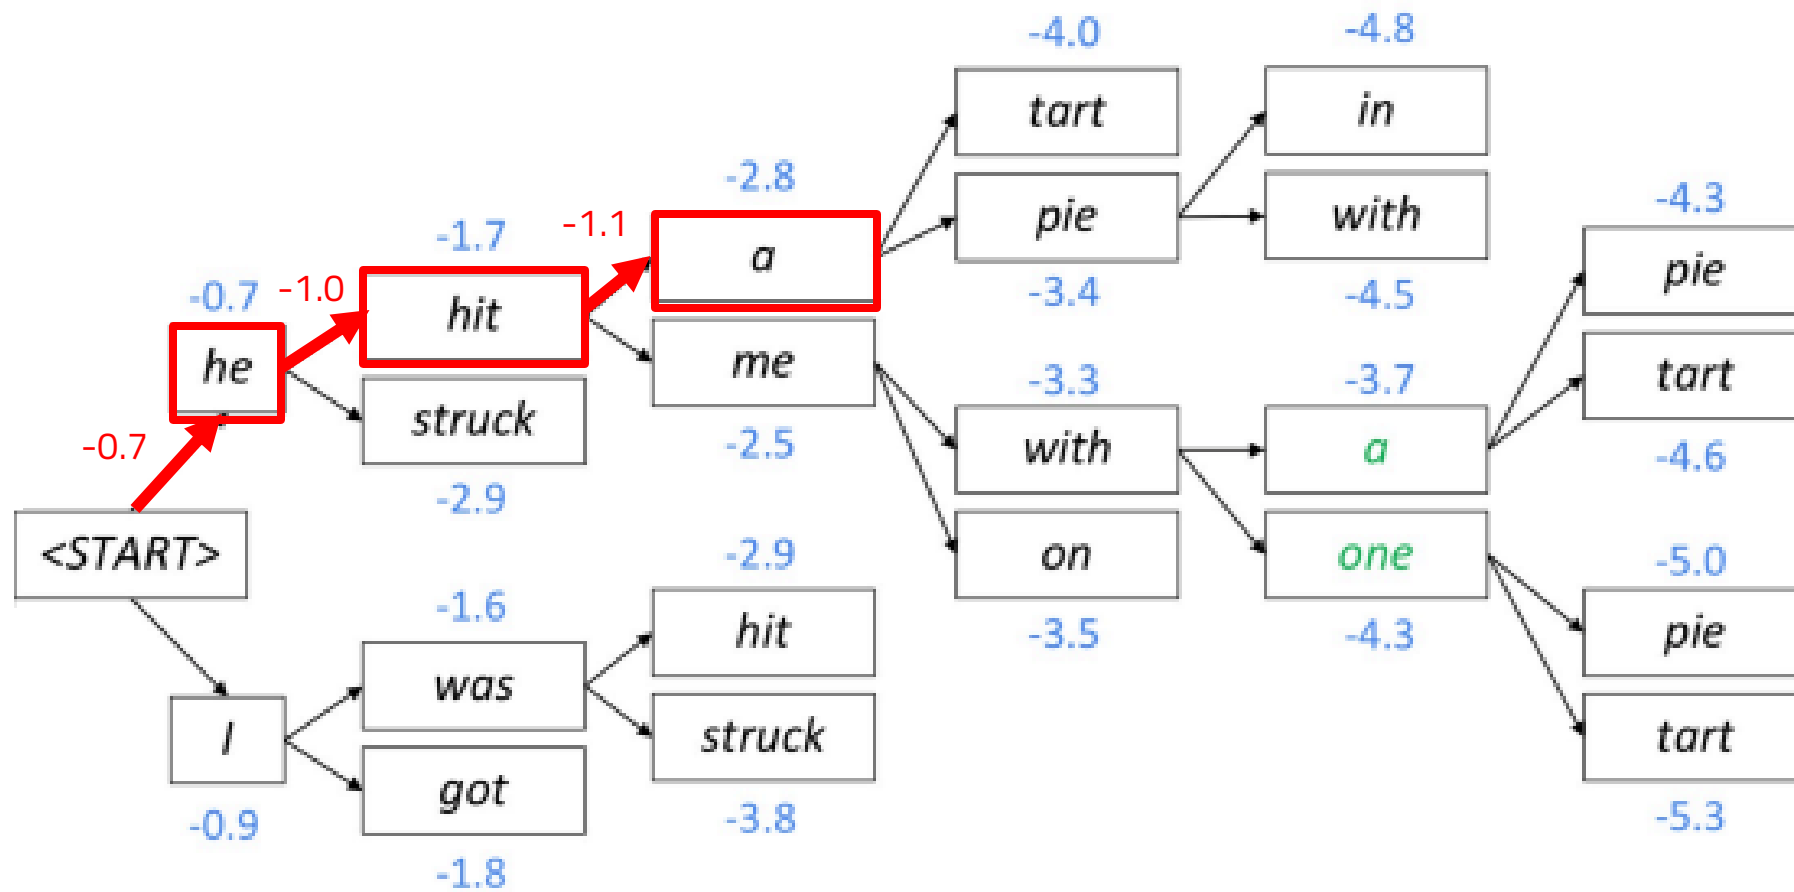 -4.0
-4.8
tart
in
-2.8
pie
with
-4.3
-1.7
-1.1
a
-3.4
-4.5
pie
-0.7
-1.0
hit
he
me
-3.3
-3.7
tart
struck
-2.5
with
a
-4.6
-0.7
-2.9
<START>
-2.9
on
one
-5.0
-1.6
hit
-3.5
-4.3
pie
was
I
struck
tart
got
-0.9
-3.8
-5.3
-1.8